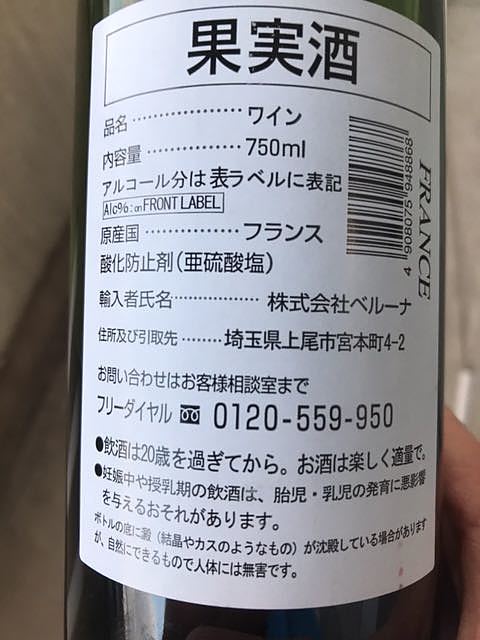 果実酒
品名 ………………… ワイン
内容量 …………… 750ml
アルコール分は表ラベルに表記
Alc%:on FRONT LABEL
原産国 …………… フランス
酸化防止剤(亜硫酸塩)
輸入者氏名 ……………… 株式会社ベルーナ
住所及び引取先 ……… 埼玉県上尾市宮本町4-2
お問い合わせはお客様相談室まで
フリーダイヤル 0120-559-950
●飲酒は20歳を過ぎてから。お酒は楽しく適量で。
●妊娠中や授乳期の飲酒は、胎児・乳児の発育に悪影響
を与えるおそれがあります。
ボトルの底に澱(結晶やカスのようなもの)が沈殿している場合があります
が、自然にできるもので人体には無害です。
4 908075 948868
FRANCE